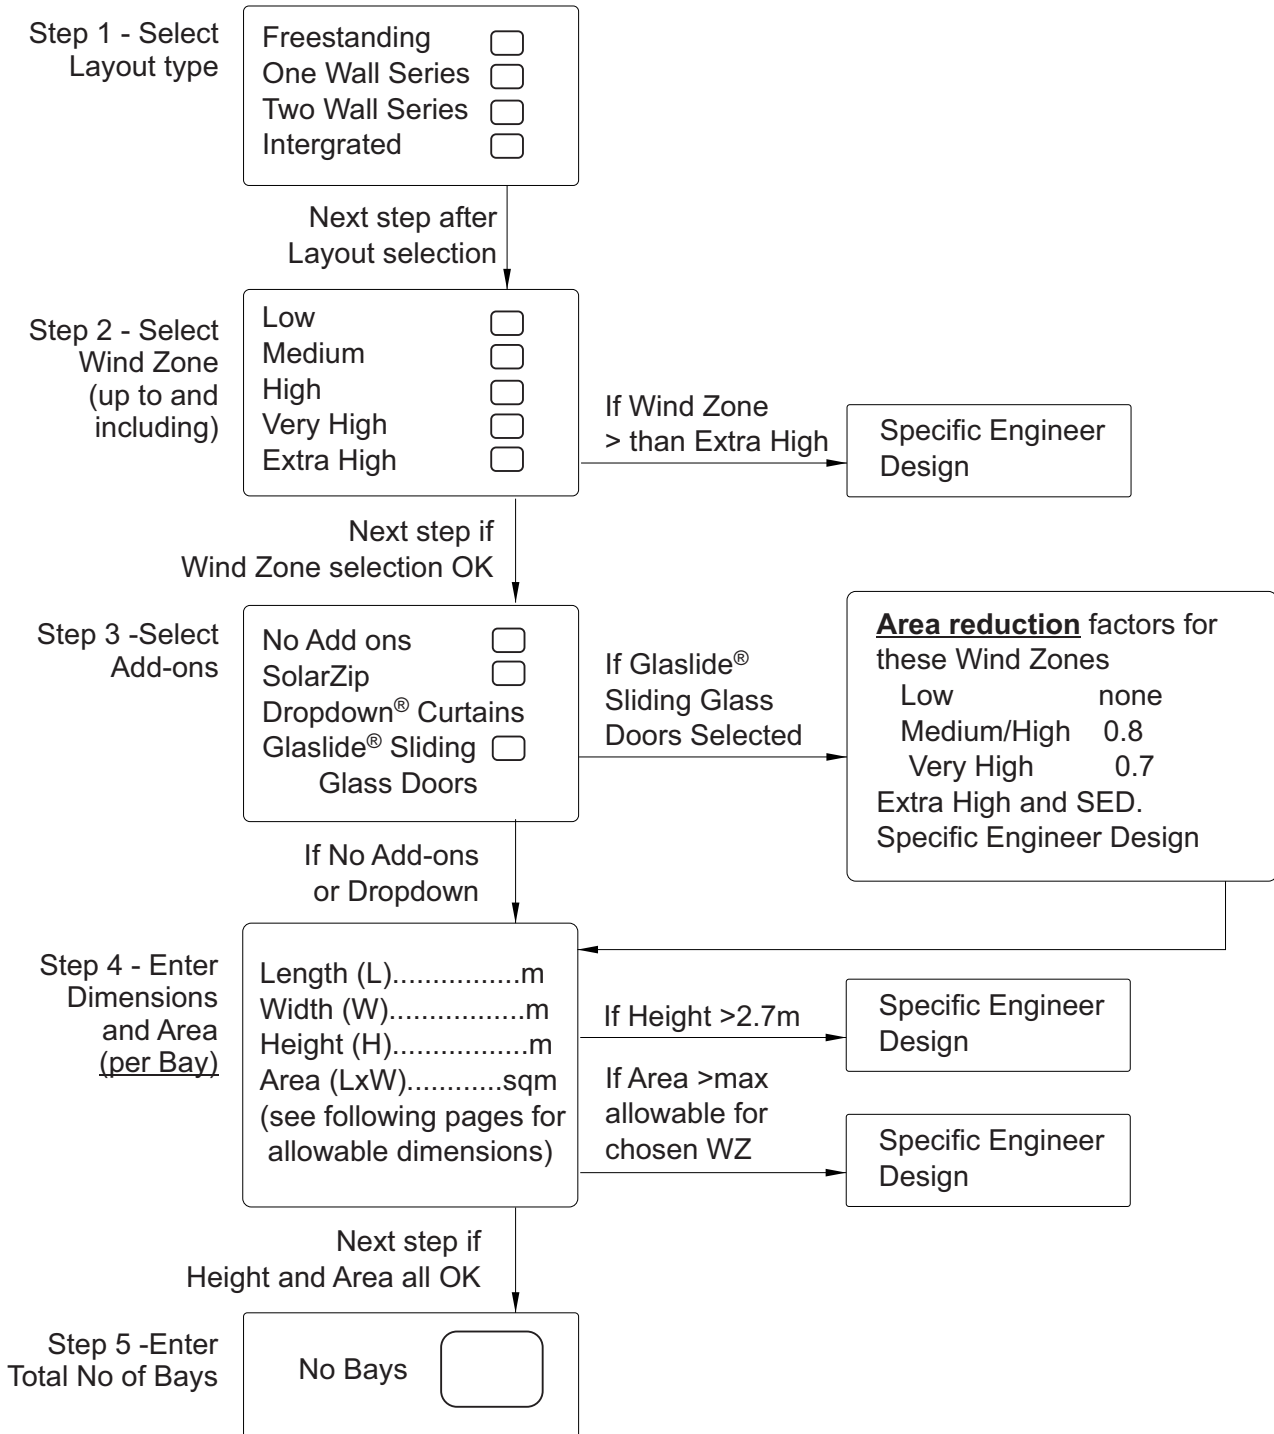 Step 1 - Select
Layout type
Freestanding
One Wall Series
Two Wall Series
Intergrated
Next step after
Layout selection
Step 2 - Select
Wind Zone
(up to and
including)
Low
Medium
High
Very High
Extra High
If Wind Zone
> than Extra High
Specific Engineer
Design
Next step if
Wind Zone selection OK
Step 3 -Select
Add-ons
No Add ons
SolarZip
Dropdown® Curtains
Glaslide® Sliding
Glass Doors
If Glaslide®
Sliding Glass
Doors Selected
Area reduction factors for
these Wind Zones
Low none
Medium/High 0.8
Very High 0.7
Extra High and SED.
Specific Engineer Design
If No Add-ons
or Dropdown
Step 4 - Enter
Dimensions
and Area
(per Bay)
Length (L)................m
Width (W).................m
Height (H).................m
Area (LxW)............sqm
(see following pages for
allowable dimensions)
If Height >2.7m
Specific Engineer
Design
If Area >max
allowable for
chosen WZ
Specific Engineer
Design
Next step if
Height and Area all OK
Step 5 -Enter
Total No of Bays
No Bays